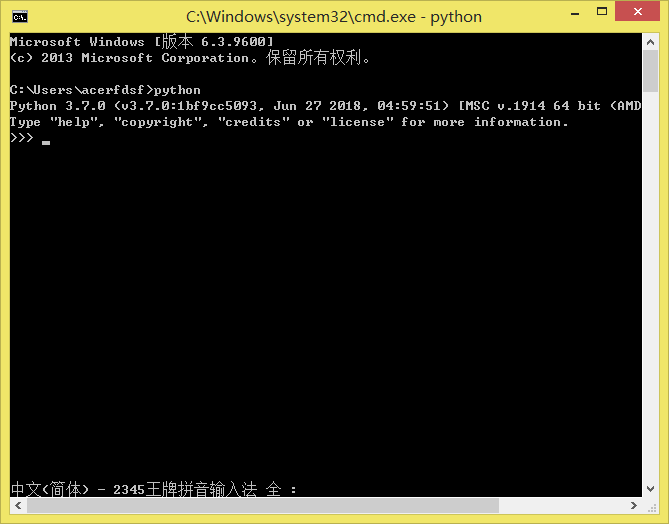 C:\Windows\system32\cmd.exe - python
Microsoft Windows [版本 6.3.9600]
(c) 2013 Microsoft Corporation。保留所有权利。
C:\Users\acerfdsf>python
Python 3.7.0 (v3.7.0:1bf9cc5093, Jun 27 2018, 04:59:51) [MSC v.1914 64 bit (AMD
Type "help", "copyright", "credits" or "license" for more information.
>>>
中文(简体) - 2345王牌拼音输入法 全 :